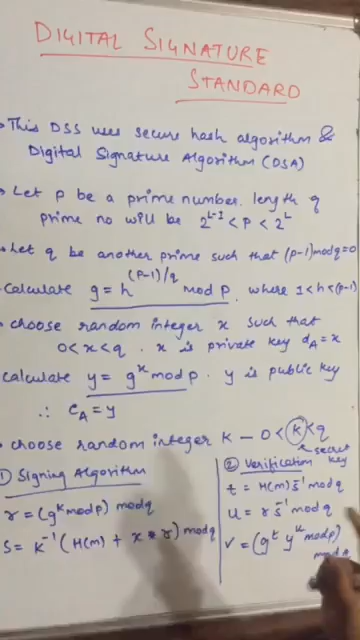 DIGITAL SIGNATURE
STANDARD
• This DSS uses secure hash algorithm &
Digital Signature Algorithm (DSA)
• Let P be a prime number. length of
prime no will be 2^(L-1) < P < 2^L
• Let q be another prime such that (p-1) mod q = 0
Calculate g = h^((p-1)/q) mod P, where 1 < h < (p-1)
• choose random integer x such that
0 < x < q. x is private key d_A = x
calculate y = g^x mod p. y is public key
∴ e_A = y
• choose random integer K – 0 < k < q
secret key
① Signing Algorithm
r = (g^k mod p) mod q
S = K^-1 (H(m) + x * r) mod q
② Verification
t = H(m) s^-1 mod q
u = r s^-1 mod q
v = (g^t y^u mod p)
mod q